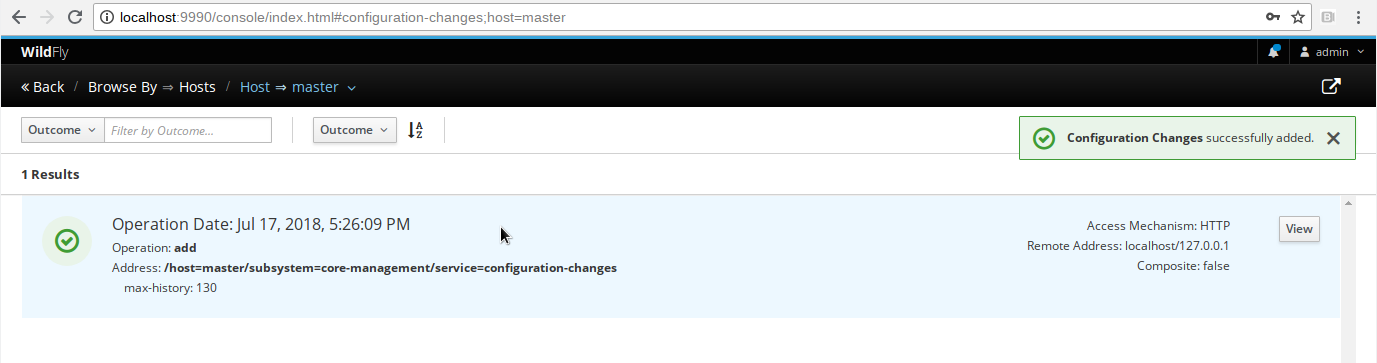 localhost:9990/console/index.html#configuration-changes;host=master
WildFly
admin
« Back / Browse By ⇒ Hosts / Host ⇒ master
Outcome Filter by Outcome... Outcome A Z
Configuration Changes successfully added.
1 Results
Operation Date: Jul 17, 2018, 5:26:09 PM
Operation: add
Address: /host=master/subsystem=core-management/service=configuration-changes
max-history: 130
Access Mechanism: HTTP
Remote Address: localhost/127.0.0.1
Composite: false
View